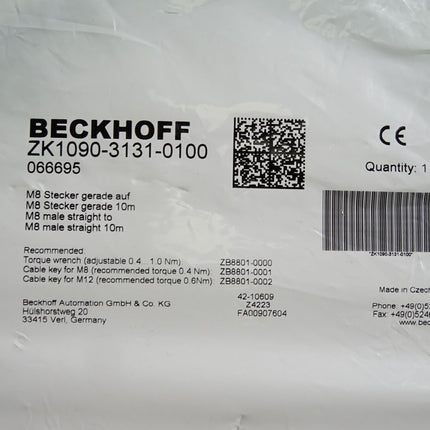 BECKHOFF
ZK1090-3131-0100
066695
CE
Quantity: 1
M8 Stecker gerade auf
M8 Stecker gerade 10m
M8 male straight to
M8 male straight 10m
*ZK1090-3131-0100*
Recommended:
Torque wrench (adjustable 0.4...1.0 Nm): ZB8801-0000
Cable key for M8 (recommended torque 0.4 Nm): ZB8801-0001
Cable key for M12 (recommended torque 0.6Nm): ZB8801-0002
Beckhoff Automation GmbH & Co. KG
Hülshorstweg 20
33415 Verl, Germany
42-10609
Z4223
FA00907604
Made in Czech
Phone: +49(0)52
Fax: +49(0)5246
www.bec